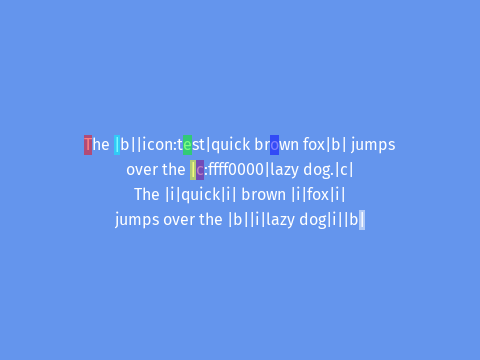 The |b||icon:test|quick brown fox|b| jumps
over the |c:ffff0000|lazy dog.|c|
The |i|quick|i| brown |i|fox|i|
jumps over the |b||i|lazy dog|i||b|